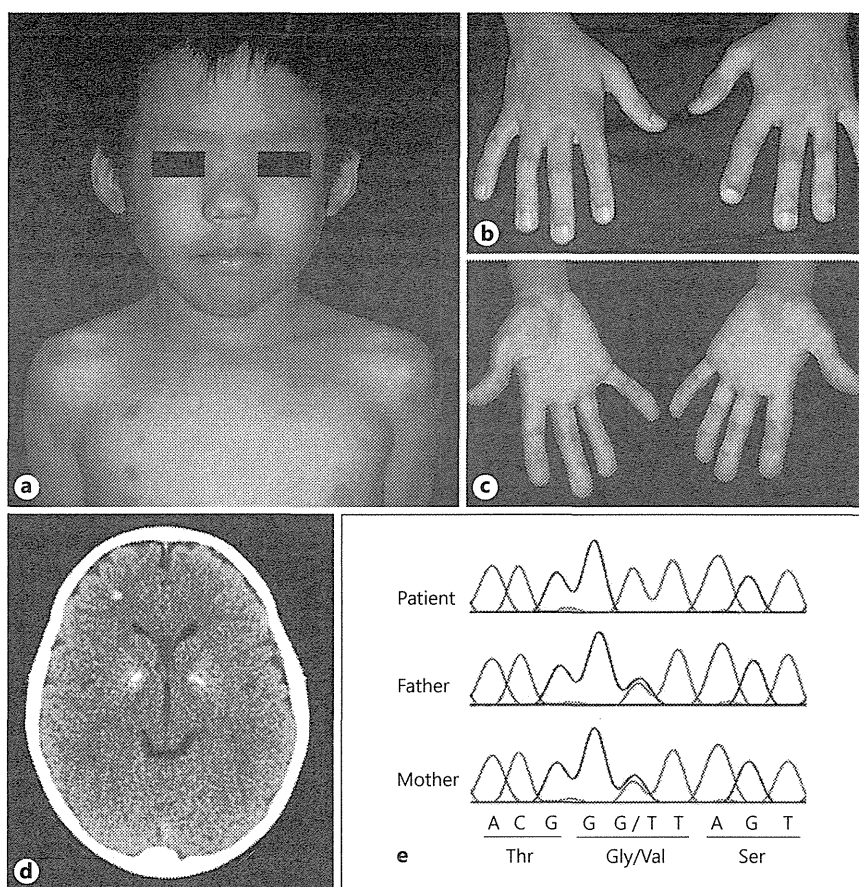 a
b
c
d
Patient
Father
Mother
A C G G G/T T A G T
Thr Gly/Val Ser
e